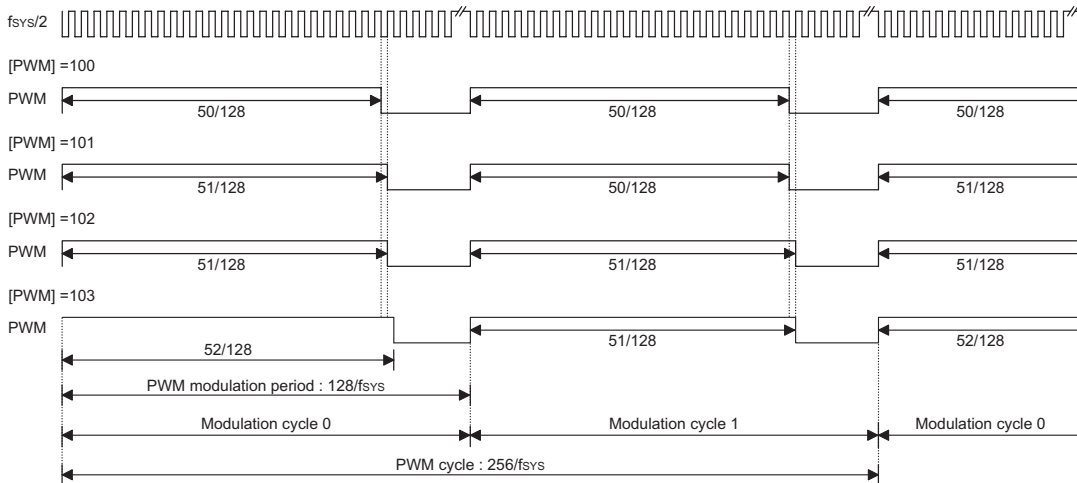 fSYS/2
[PWM] =100
PWM
50/128
50/128
50/128
[PWM] =101
PWM
51/128
50/128
51/128
[PWM] =102
PWM
51/128
51/128
51/128
[PWM] =103
PWM
52/128
51/128
52/128
PWM modulation period : 128/fSYS
Modulation cycle 0
Modulation cycle 1
Modulation cycle 0
PWM cycle : 256/fSYS